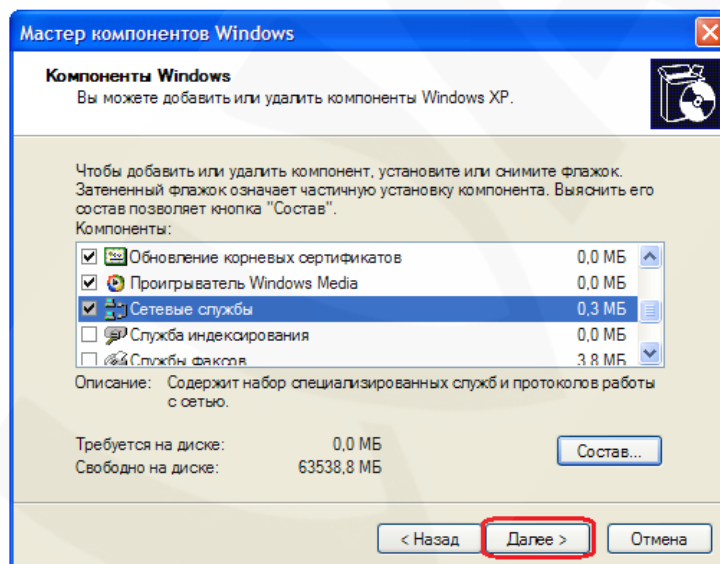 Мастер компонентов Windows
Компоненты Windows
Вы можете добавить или удалить компоненты Windows XP.
Чтобы добавить или удалить компонент, установите или снимите флажок.
Затененный флажок означает частичную установку компонента. Выяснить его
состав позволяет кнопка "Состав".
Компоненты:
Обновление корневых сертификатов 0,0 МБ
Проигрыватель Windows Media 0,0 МБ
Сетевые службы 0,3 МБ
Служба индексирования 0,0 МБ
Службы факсов 3,8 МБ
Описание: Содержит набор специализированных служб и протоколов работы
с сетью.
Требуется на диске: 0,0 МБ
Свободно на диске: 63538,8 МБ
Состав...
< Назад Далее > Отмена